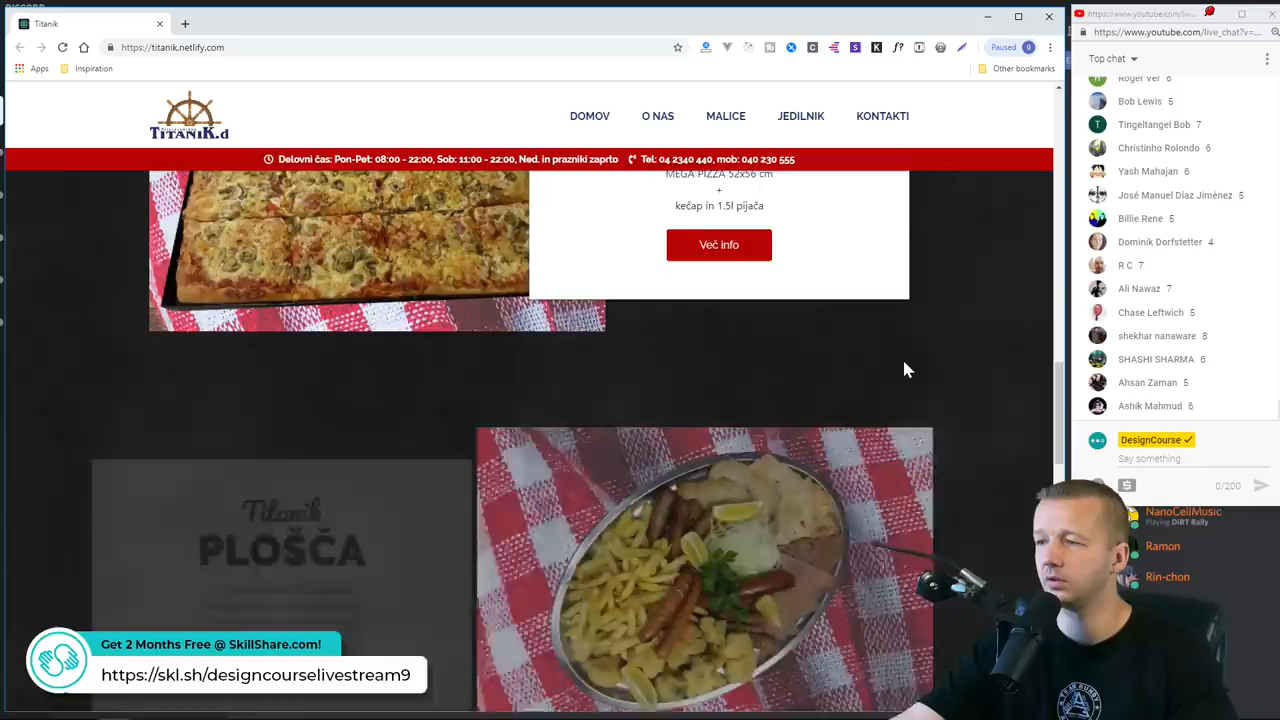 Titanik
https://titanik.netlify.com
Paused 9
Apps
Inspiration
Other bookmarks
TITANIK.d
DOMOV
O NAS
MALICE
JEDILNIK
KONTAKTI
Delovni čas: Pon-Pet: 08:00 - 22:00, Sob: 11:00 - 22:00, Ned. in prazniki zaprto
Tel: 04 2340 440, mob: 040 230 555
MEGA PIZZA 52x56 cm
+
kečap in 1.5l pijača
Več info
Titanik
PLOŠČA
Get 2 Months Free @ SkillShare.com!
https://skl.sh/designcourselivestream9
https://www.youtube.com/liv...
https://www.youtube.com/live_chat?v=...
Top chat
Roger Ver 6
Bob Lewis 5
Tingeltangel Bob 7
Christinho Rolondo 6
Yash Mahajan 6
José Manuel Díaz Jiménez 5
Billie Rene 5
Dominik Dorfstetter 4
R C 7
Ali Nawaz 7
Chase Leftwich 5
shekhar nanaware 8
SHASHI SHARMA 6
Ahsan Zaman 5
Ashik Mahmud 6
DesignCourse
Say something...
0/200
NanoCellMusic
Playing DiRT Rally
Ramon
Rin-chon